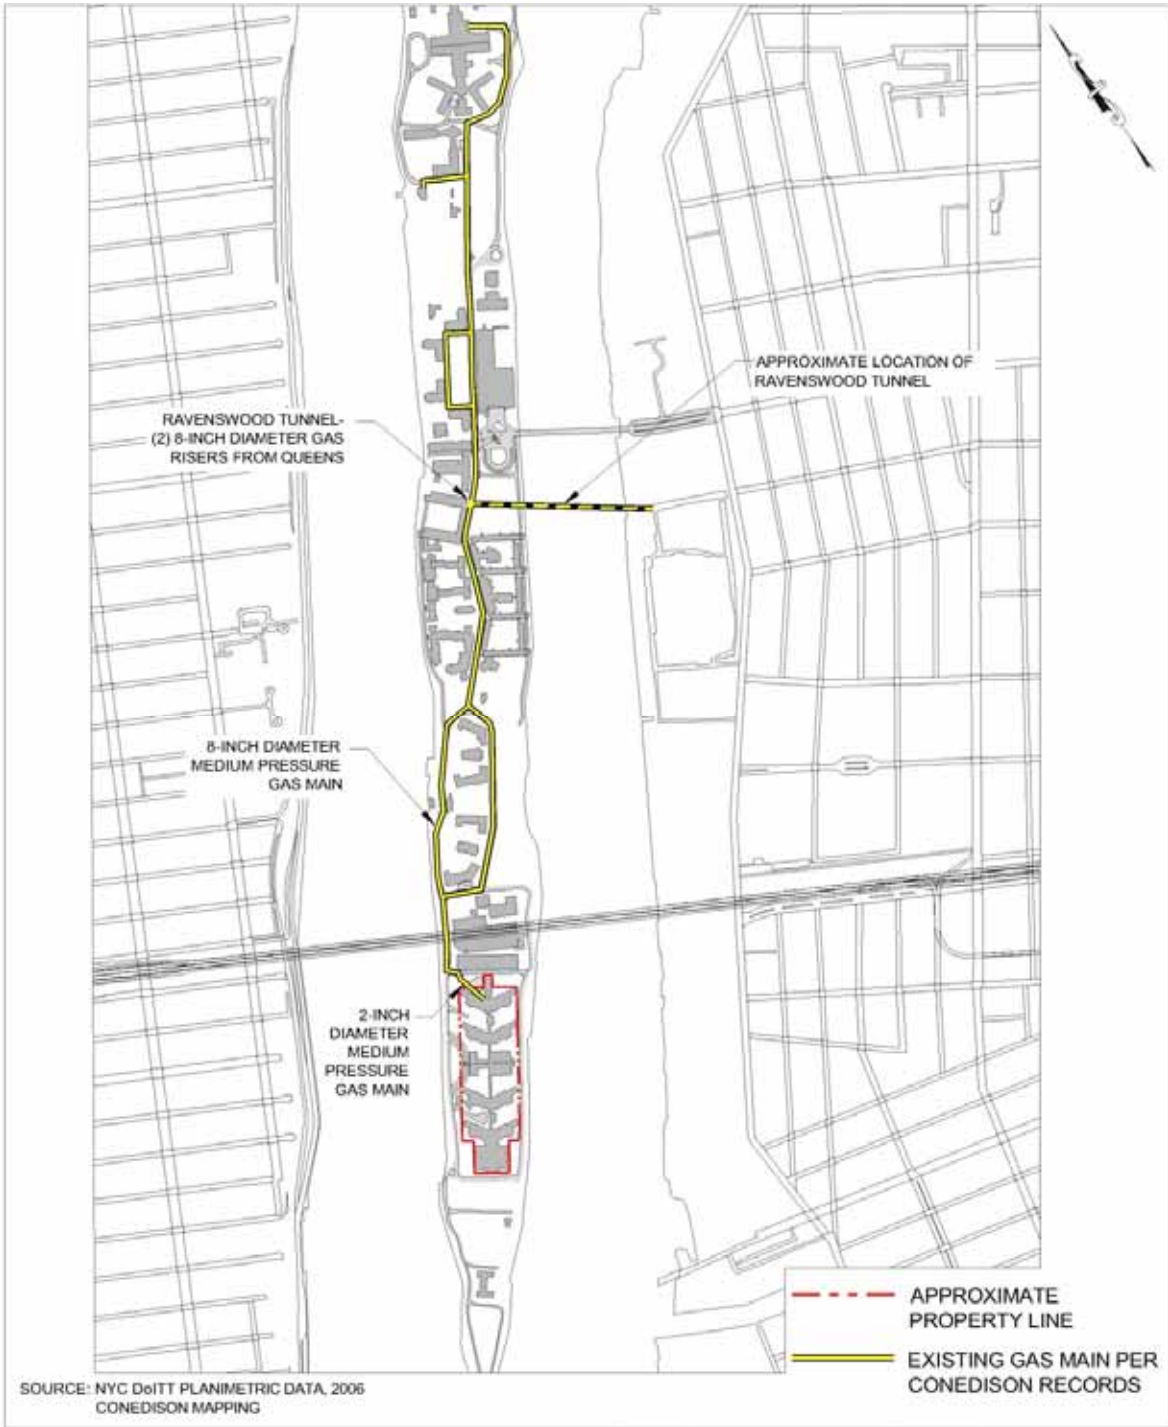 APPROXIMATE LOCATION OF
RAVENSWOOD TUNNEL
RAVENSWOOD TUNNEL-
(2) 8-INCH DIAMETER GAS
RISERS FROM QUEENS
8-INCH DIAMETER
MEDIUM PRESSURE
GAS MAIN
2-INCH
DIAMETER
MEDIUM
PRESSURE
GAS MAIN
APPROXIMATE
PROPERTY LINE
EXISTING GAS MAIN PER
CONEDISON RECORDS
SOURCE: NYC DoITT PLANIMETRIC DATA, 2006
CONEDISON MAPPING